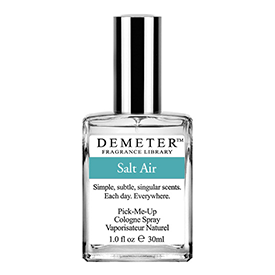 DEMETER™
FRAGRANCE LIBRARY
Salt Air
Simple, subtle, singular scents.
Each day. Everywhere.
Pick-Me-Up
Cologne Spray
Vaporisateur Naturel
1.0 fl oz ℮ 30ml